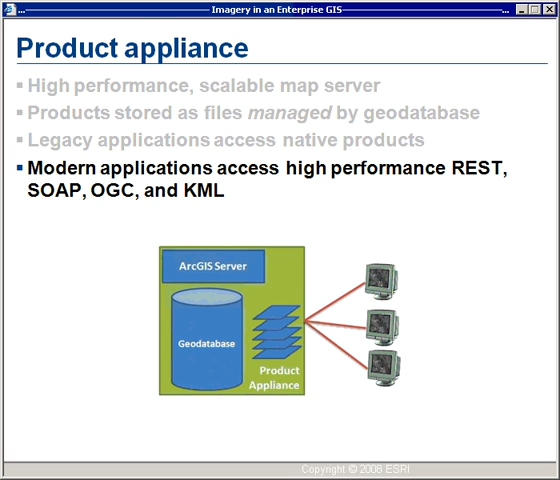 Imagery in an Enterprise GIS
Product appliance
High performance, scalable map server
Products stored as files managed by geodatabase
Legacy applications access native products
Modern applications access high performance REST,
SOAP, OGC, and KML
ArcGIS Server
Geodatabase
Product
Appliance
Copyright © 2008 ESRI